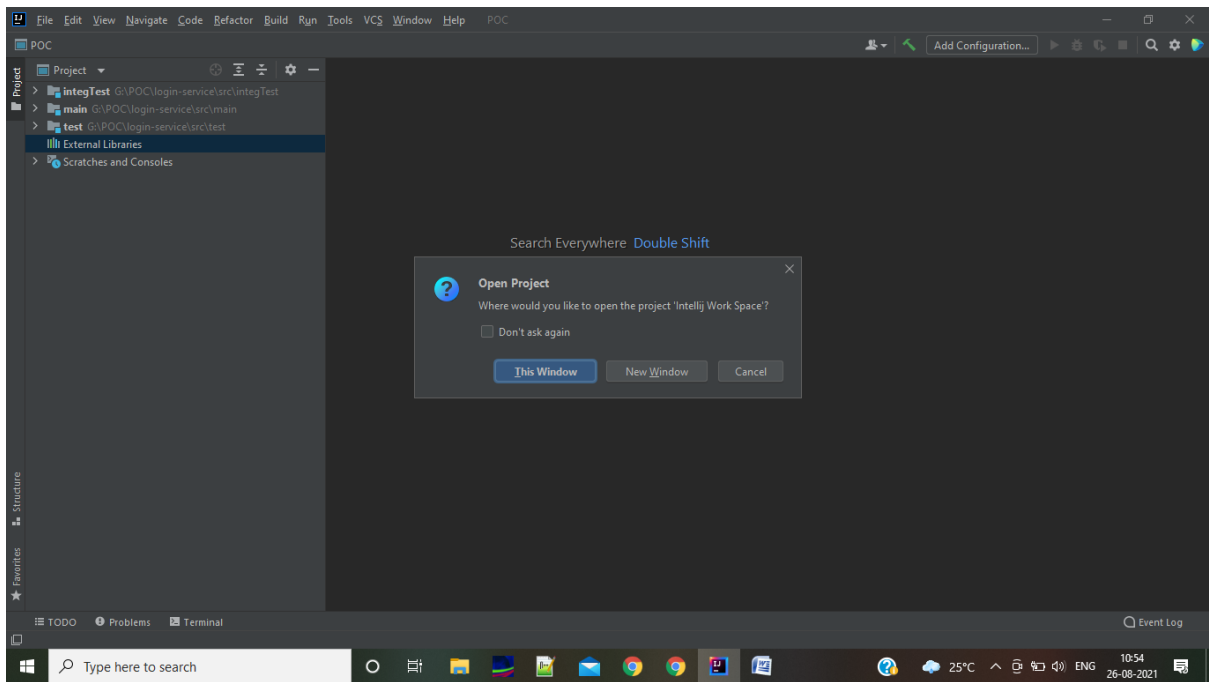 File Edit View Navigate Code Refactor Build Run Tools VCS Window Help POC
POC
Add Configuration...
Project
Project
integTest G:\POC\login-service\src\integTest
main G:\POC\login-service\src\main
test G:\POC\login-service\src\test
External Libraries
Scratches and Consoles
Search Everywhere Double Shift
Open Project
Where would you like to open the project 'Intellij Work Space'?
Don't ask again
This Window New Window Cancel
Structure
Favorites
TODO Problems Terminal
Event Log
Type here to search
25°C ENG
10:54
26-08-2021